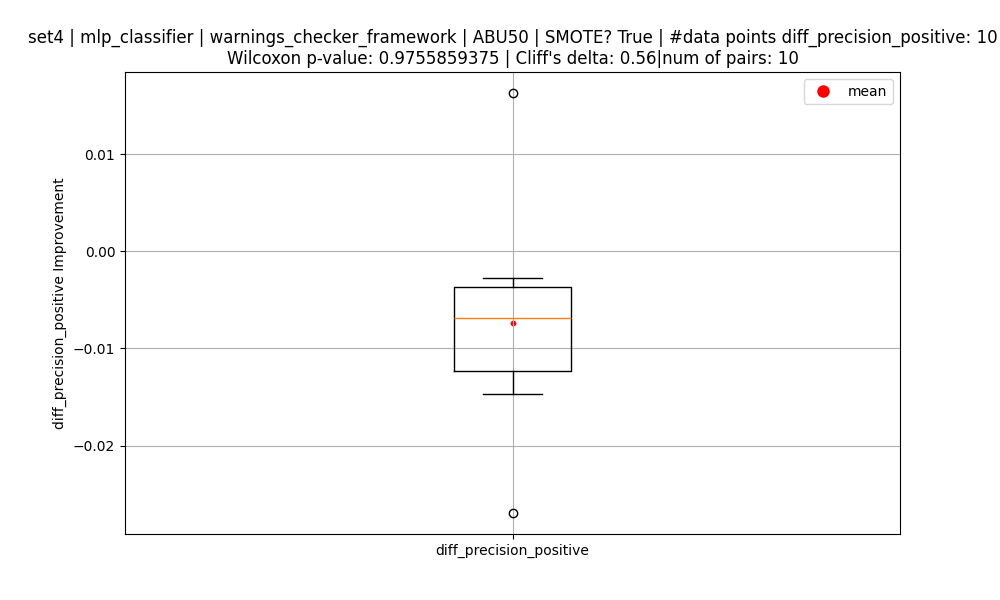 set4 | mlp_classifier | warnings_checker_framework | ABU50 | SMOTE? True | #data points diff_precision_positive: 10
Wilcoxon p-value: 0.9755859375 | Cliff's delta: 0.56|num of pairs: 10
mean
0.01
0.00
−0.01
−0.02
diff_precision_positive Improvement
diff_precision_positive